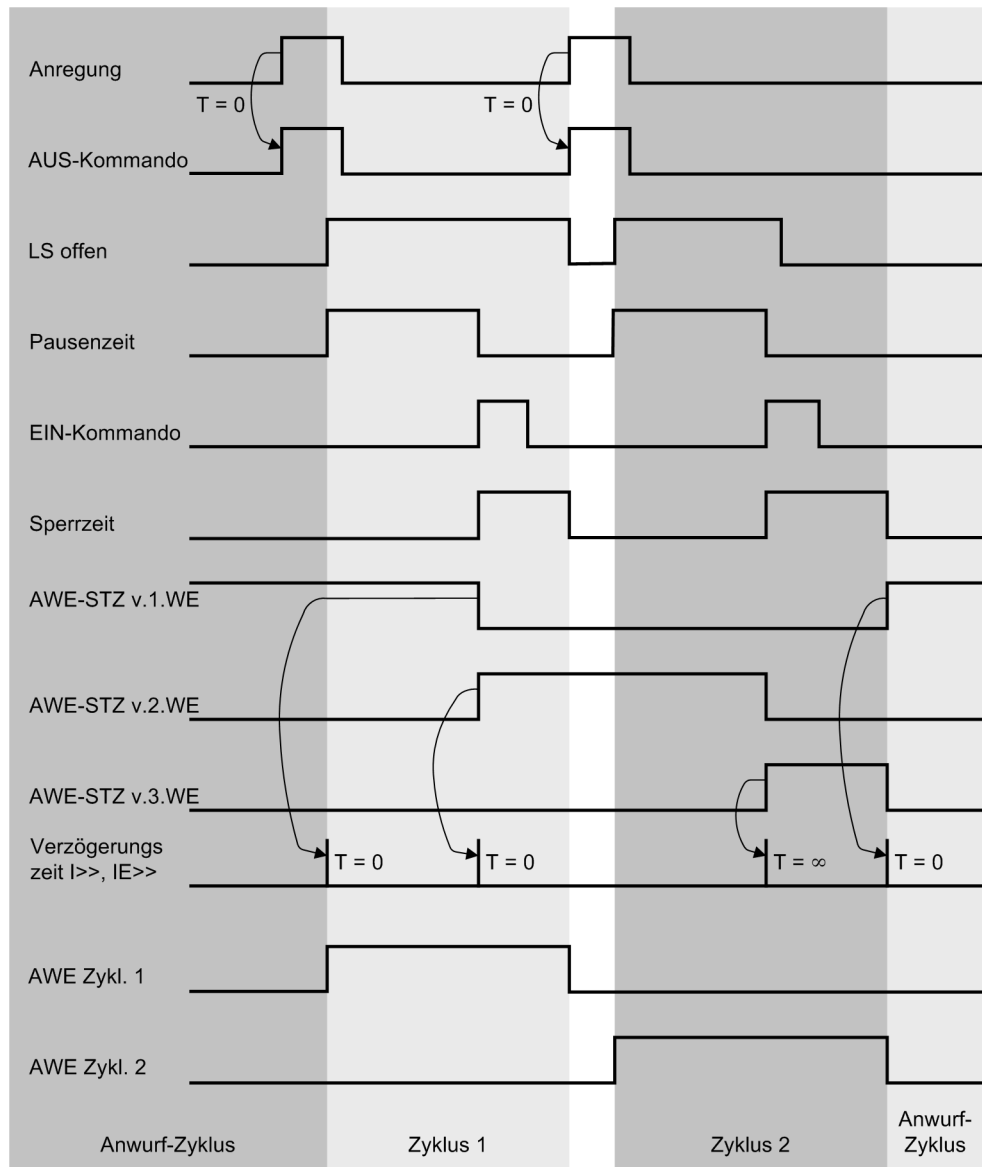 Anregung
T = 0
T = 0
AUS-Kommando
LS offen
Pausenzeit
EIN-Kommando
Sperrzeit
AWE-STZ v.1.WE
AWE-STZ v.2.WE
AWE-STZ v.3.WE
Verzögerungs
zeit I>>, IE>>
T = 0
T = 0
T = ∞
T = 0
AWE Zykl. 1
AWE Zykl. 2
Anwurf-Zyklus
Zyklus 1
Zyklus 2
Anwurf-
Zyklus